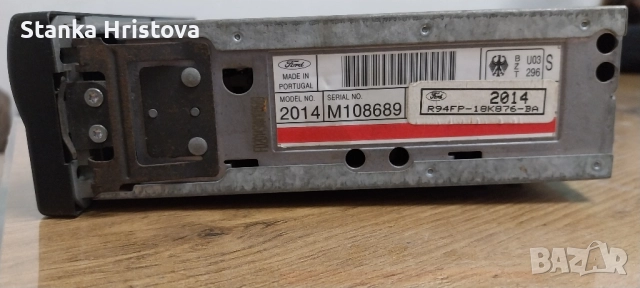 Stanka Hristova
Ford
MADE IN
PORTUGAL
MODEL NO.
2014
SERIAL NO.
M108689
B
Z
T
U03
296
S
Ford
2014
R94FP-18K876-BA
bazar.bg